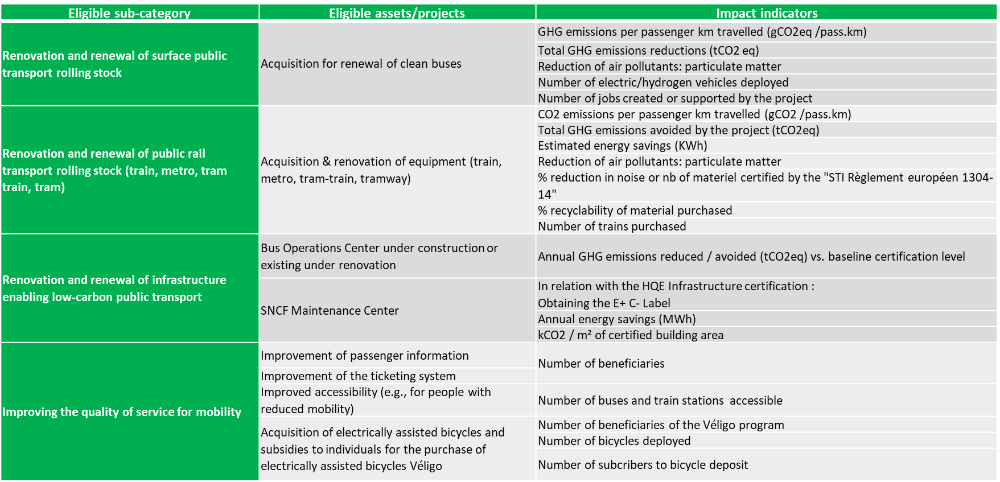 Eligible sub-category
Eligible assets/projects
Impact indicators
Renovation and renewal of surface public
transport rolling stock
Acquisition for renewal of clean buses
GHG emissions per passenger km travelled (gCO2eq /pass.km)
Total GHG emissions reductions (tCO2 eq)
Reduction of air pollutants: particulate matter
Number of electric/hydrogen vehicles deployed
Number of jobs created or supported by the project
Renovation and renewal of public rail
transport rolling stock (train, metro, tram
train, tram)
Acquisition & renovation of equipment (train,
metro, tram-train, tramway)
CO2 emissions per passenger km travelled (gCO2 /pass.km)
Total GHG emissions avoided by the project (tCO2eq)
Estimated energy savings (KWh)
Reduction of air pollutants: particulate matter
% reduction in noise or nb of materiel certified by the "STI Règlement européen 1304-
14"
% recyclability of material purchased
Number of trains purchased
Renovation and renewal of infrastructure
enabling low-carbon public transport
Bus Operations Center under construction or
existing under renovation
Annual GHG emissions reduced / avoided (tCO2eq) vs. baseline certification level
SNCF Maintenance Center
In relation with the HQE Infrastructure certification :
Obtaining the E+ C- Label
Annual energy savings (MWh)
kCO2 / m² of certified building area
Improving the quality of service for mobility
Improvement of passenger information
Improvement of the ticketing system
Number of beneficiaries
Improved accessibility (e.g., for people with
reduced mobility)
Number of buses and train stations  accessible
Acquisition of electrically assisted bicycles and
subsidies to individuals for the purchase of
electrically assisted bicycles Véligo
Number of beneficiaries of the Véligo program
Number of bicycles deployed
Number of subcribers to bicycle deposit